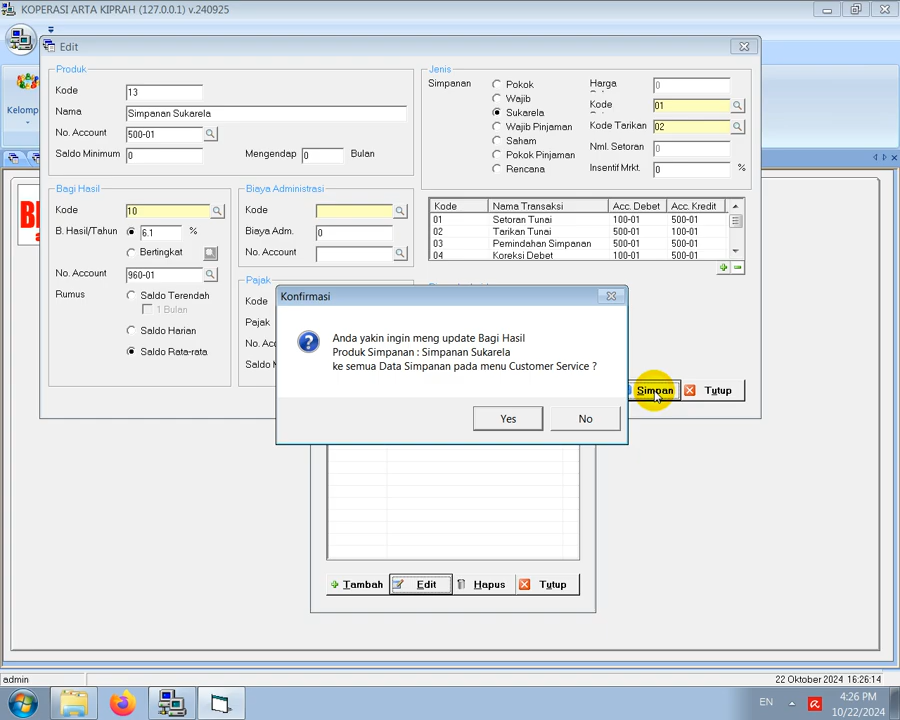 KOPERASI ARTA KIPRAH (127.0.0.1) v.240925
Edit
Kelomp
Produk
Kode 13
Nama Simpanan Sukarela
No. Account 500-01
Saldo Minimum 0 Mengendap 0 Bulan
Jenis
Simpanan
Pokok
Wajib
Sukarela
Wajib Pinjaman
Saham
Pokok Pinjaman
Rencana
Harga 0
Kode 01
Kode Tarikan 02
Nml. Setoran 0
Insentif Mrkt. 0 %
Bagi Hasil
Kode 10
B. Hasil/Tahun 6.1 %
Bertingkat
No. Account 960-01
Rumus Saldo Terendah
1 Bulan
Saldo Harian
Saldo Rata-rata
Biaya Administrasi
Kode
Biaya Adm. 0
No. Account
Pajak
Kode
Pajak
No. Ac
Saldo M
Kode Nama Transaksi Acc. Debet Acc. Kredit
01 Setoran Tunai 100-01 500-01
02 Tarikan Tunai 500-01 100-01
03 Pemindahan Simpanan 500-01 500-01
04 Koreksi Debet 100-01 500-01
Konfirmasi
Anda yakin ingin meng update Bagi Hasil
Produk Simpanan : Simpanan Sukarela
ke semua Data Simpanan pada menu Customer Service ?
Yes No
Simpan Tutup
Tambah Edit Hapus Tutup
admin 22 Oktober 2024 16:26:14
EN 4:26 PM
10/22/2024